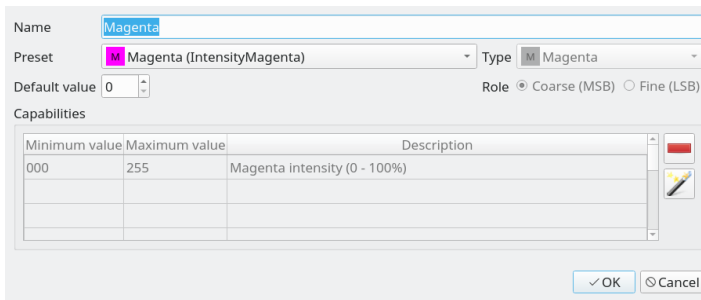 Name Magenta
Preset M Magenta (IntensityMagenta) Type M Magenta
Default value 0 Role Coarse (MSB) Fine (LSB)
Capabilities
Minimum value Maximum value Description
000 255 Magenta intensity (0 - 100%)
OK Cancel